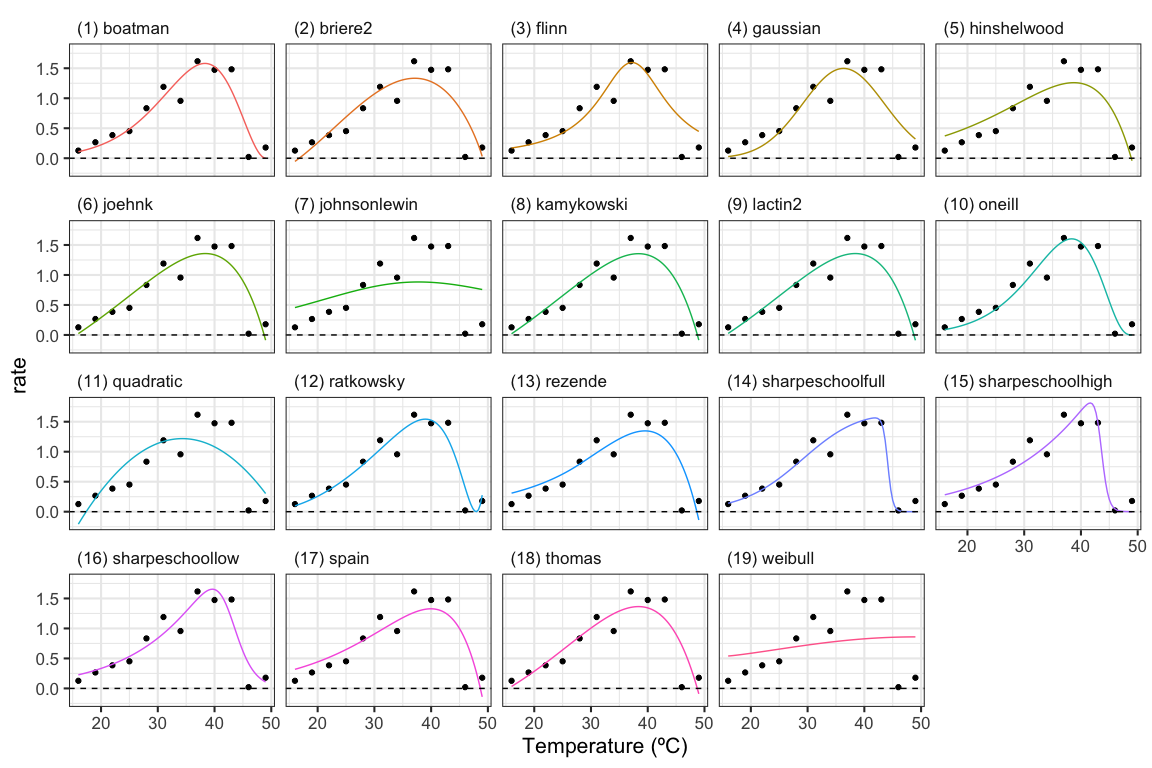 (1) boatman (2) briere2 (3) flinn (4) gaussian (5) hinshelwood
1.5
1.0
0.5
0.0
(6) joehnk (7) johnsonlewin (8) kamykowski (9) lactin2 (10) oneill
1.5
1.0
0.5
0.0
rate
(11) quadratic (12) ratkowsky (13) rezende (14) sharpeschoolfull (15) sharpeschoolhigh
1.5
1.0
0.5
0.0
20 30 40 50
(16) sharpeschoollow (17) spain (18) thomas (19) weibull
1.5
1.0
0.5
0.0
20 30 40 50 20 30 40 50 20 30 40 50 20 30 40 50
Temperature (ºC)